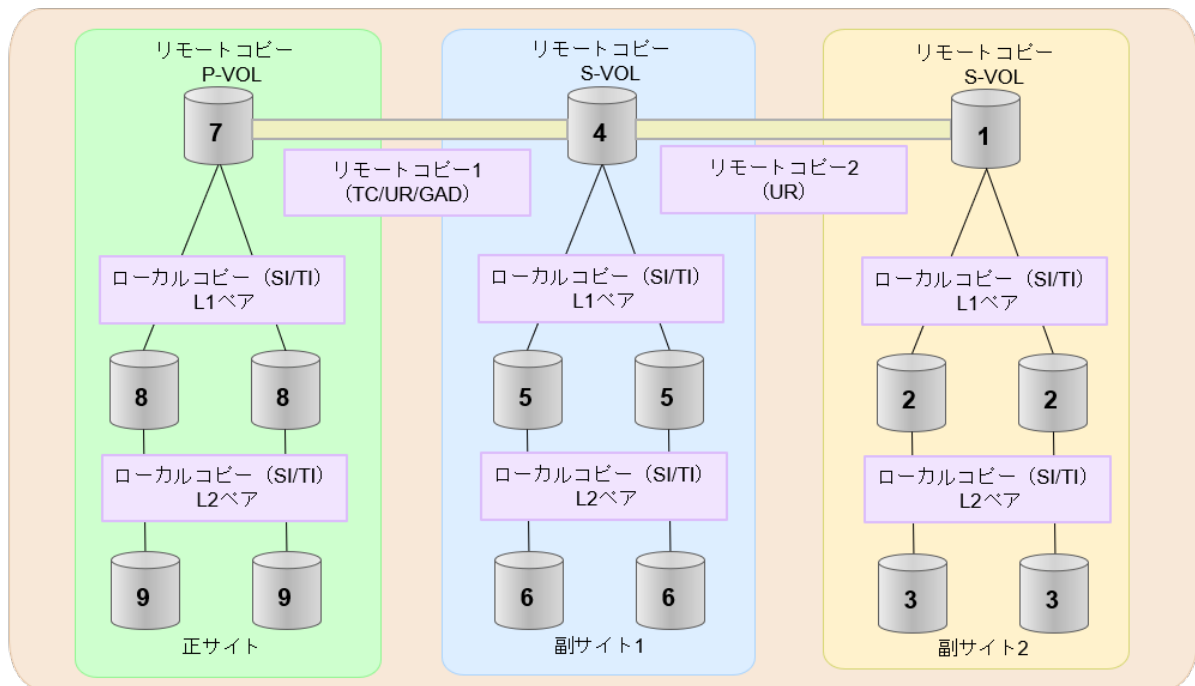 リモートコピー
P-VOL
リモートコピー
S-VOL
リモートコピー
S-VOL
7
4
1
リモートコピー1
（TC/UR/GAD）
リモートコピー2
（UR）
ローカルコピー（SI/TI）
L1ペア
ローカルコピー（SI/TI）
L1ペア
ローカルコピー（SI/TI）
L1ペア
8
8
5
5
2
2
ローカルコピー（SI/TI）
L2ペア
ローカルコピー（SI/TI）
L2ペア
ローカルコピー（SI/TI）
L2ペア
9
9
6
6
3
3
正サイト
副サイト1
副サイト2